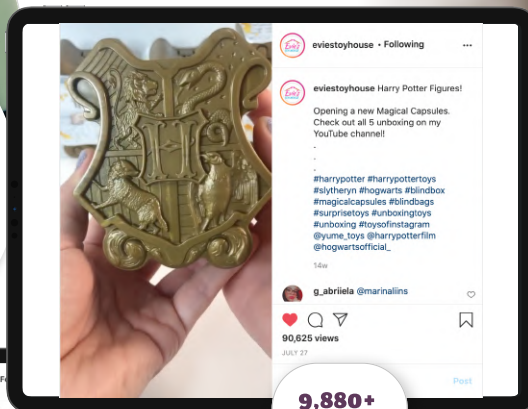 eviestoyhouse • Following
eviestoyhouse Harry Potter Figures!
Opening a new Magical Capsules.
Check out all 5 unboxing on my
YouTube channel!
.
.
.
#harrypotter #harrypottertoys
#slytheryn #hogwarts #blindbox
#magicalcapsules #blindbags
#surprisetoys #unboxingtoys
#unboxing #toysofinstagram
@yume_toys @harrypotterfilm
@hogwartsofficial_
14w
g_abriiela @marinaliins
90,625 views
JULY 27
Post
9,880+
H